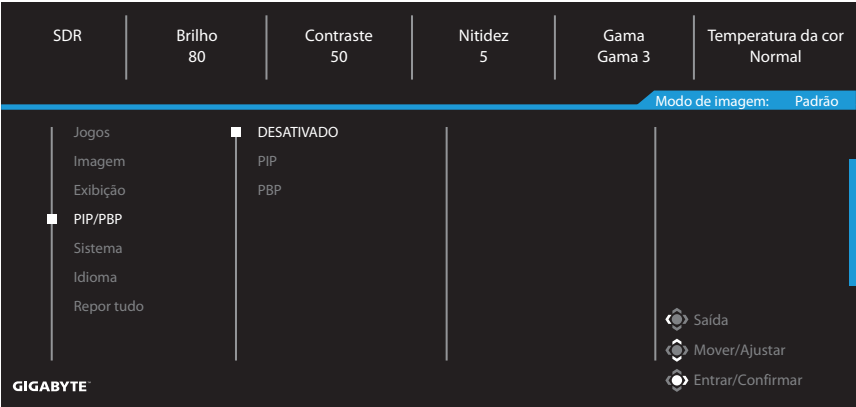 SDR
Brilho
80
Contraste
50
Nitidez
5
Gama
Gama 3
Temperatura da cor
Normal
Modo de imagem: Padrão
Jogos
Imagem
Exibição
PIP/PBP
Sistema
Idioma
Repor tudo
DESATIVADO
PIP
PBP
Saída
Mover/Ajustar
Entrar/Confirmar
GIGABYTE™